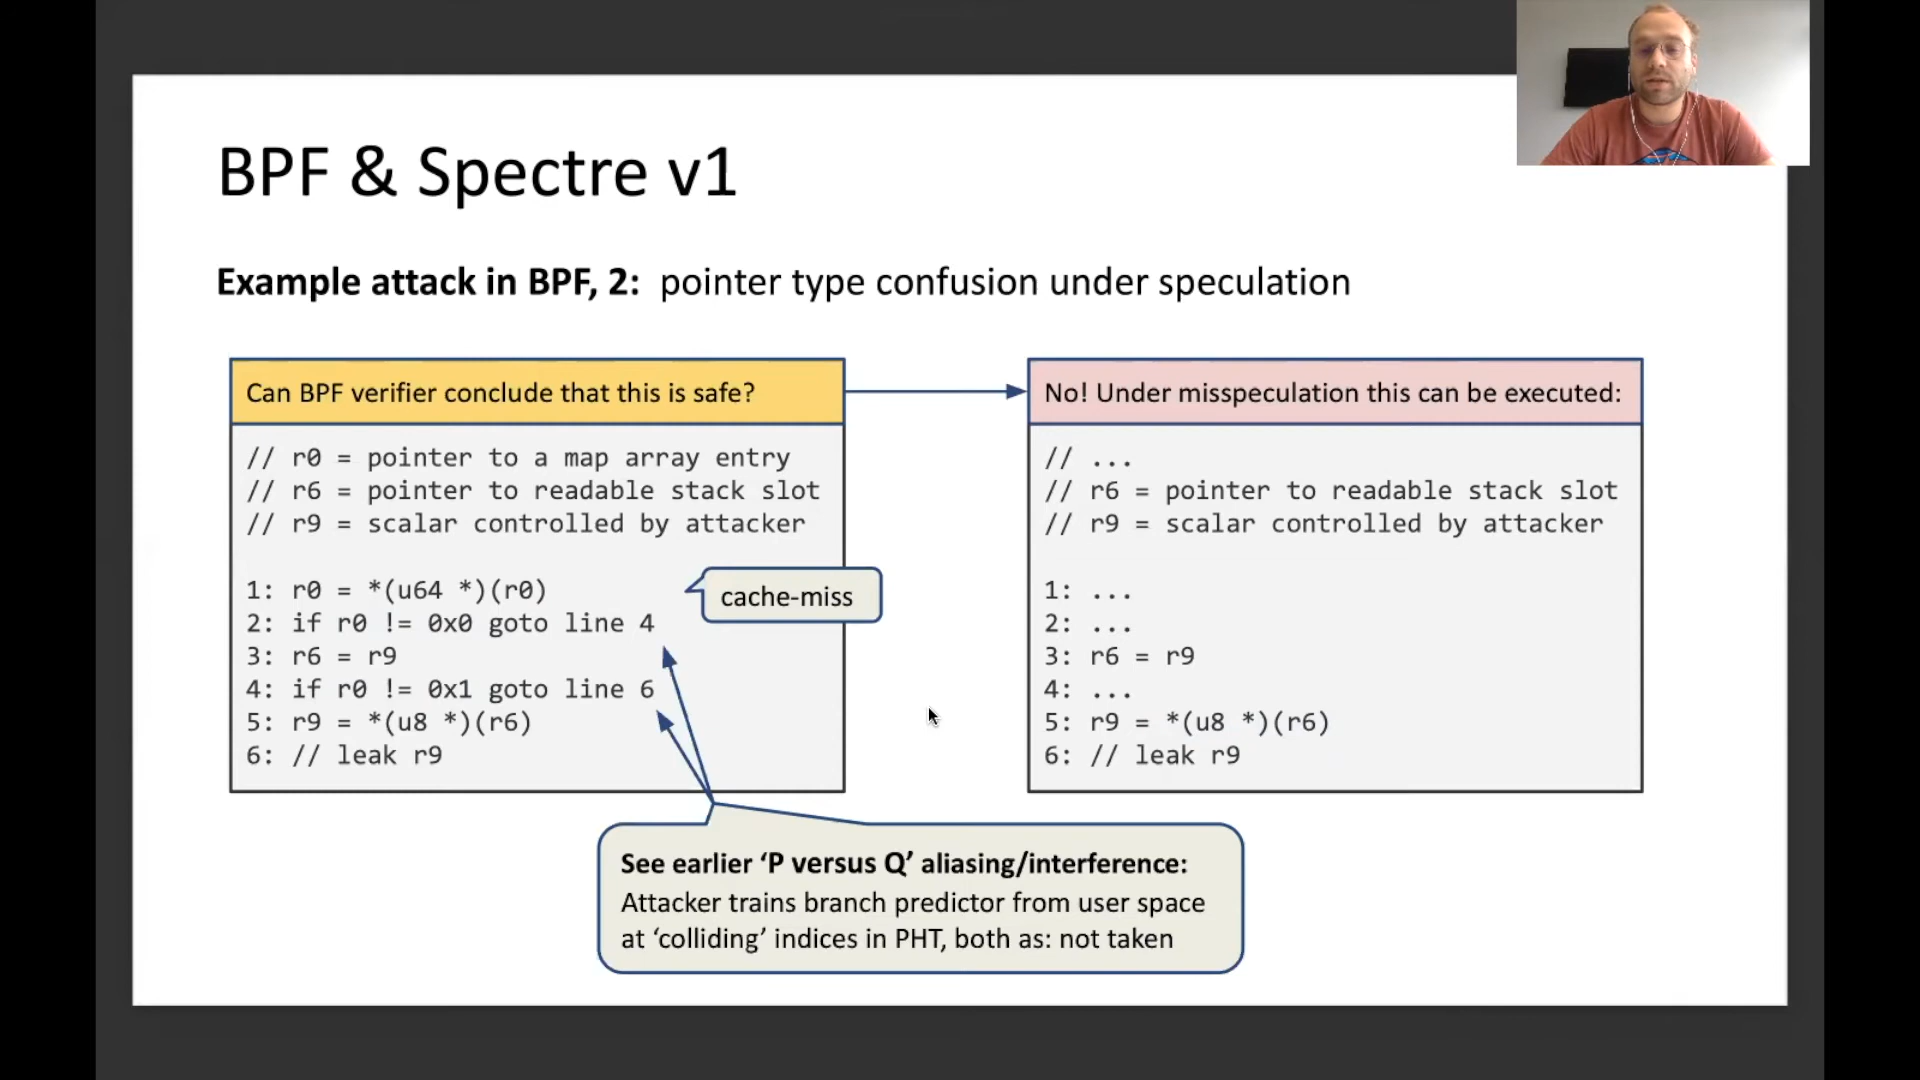 BPF & Spectre v1
Example attack in BPF, 2: pointer type confusion under speculation
Can BPF verifier conclude that this is safe?
// r0 = pointer to a map array entry
// r6 = pointer to readable stack slot
// r9 = scalar controlled by attacker
1: r0 = *(u64 *)(r0)
2: if r0 != 0x0 goto line 4
3: r6 = r9
4: if r0 != 0x1 goto line 6
5: r9 = *(u8 *)(r6)
6: // leak r9
cache-miss
No! Under misspeculation this can be executed:
// ...
// r6 = pointer to readable stack slot
// r9 = scalar controlled by attacker
1: ...
2: ...
3: r6 = r9
4: ...
5: r9 = *(u8 *)(r6)
6: // leak r9
See earlier ‘P versus Q’ aliasing/interference:
Attacker trains branch predictor from user space
at ‘colliding’ indices in PHT, both as: not taken